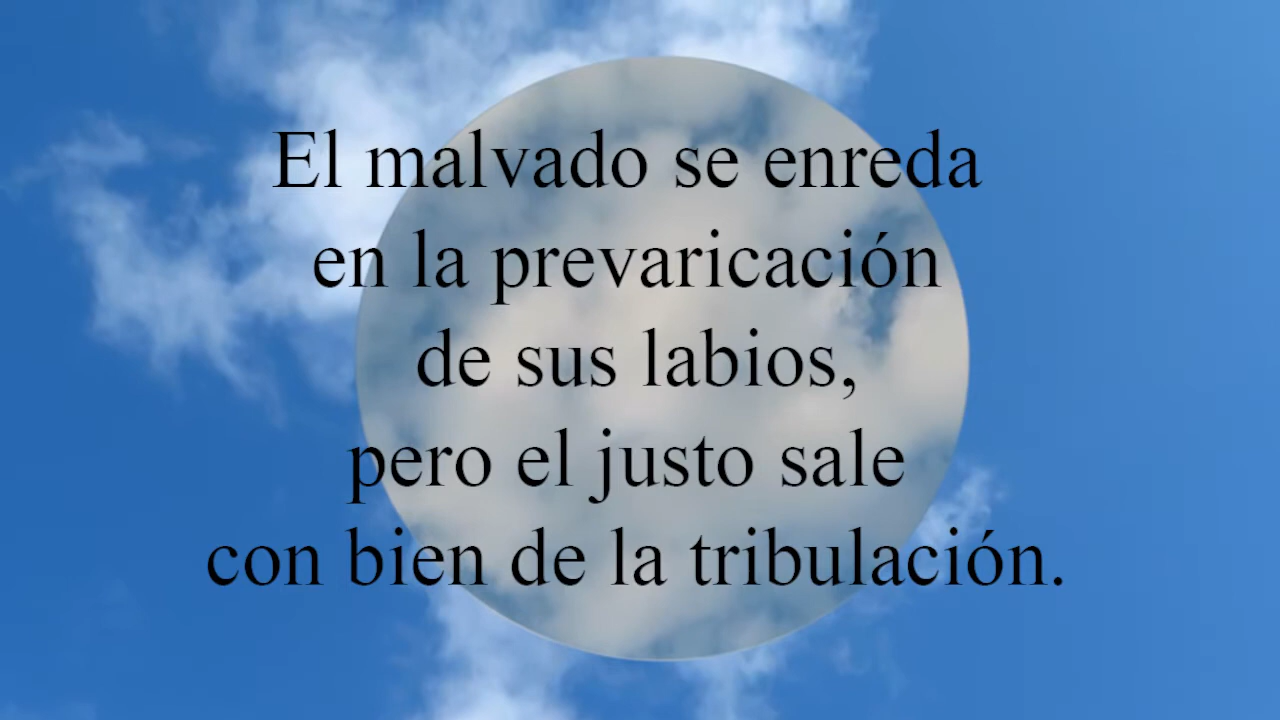 El malvado se enreda
en la prevaricación
de sus labios,
pero el justo sale
con bien de la tribulación.